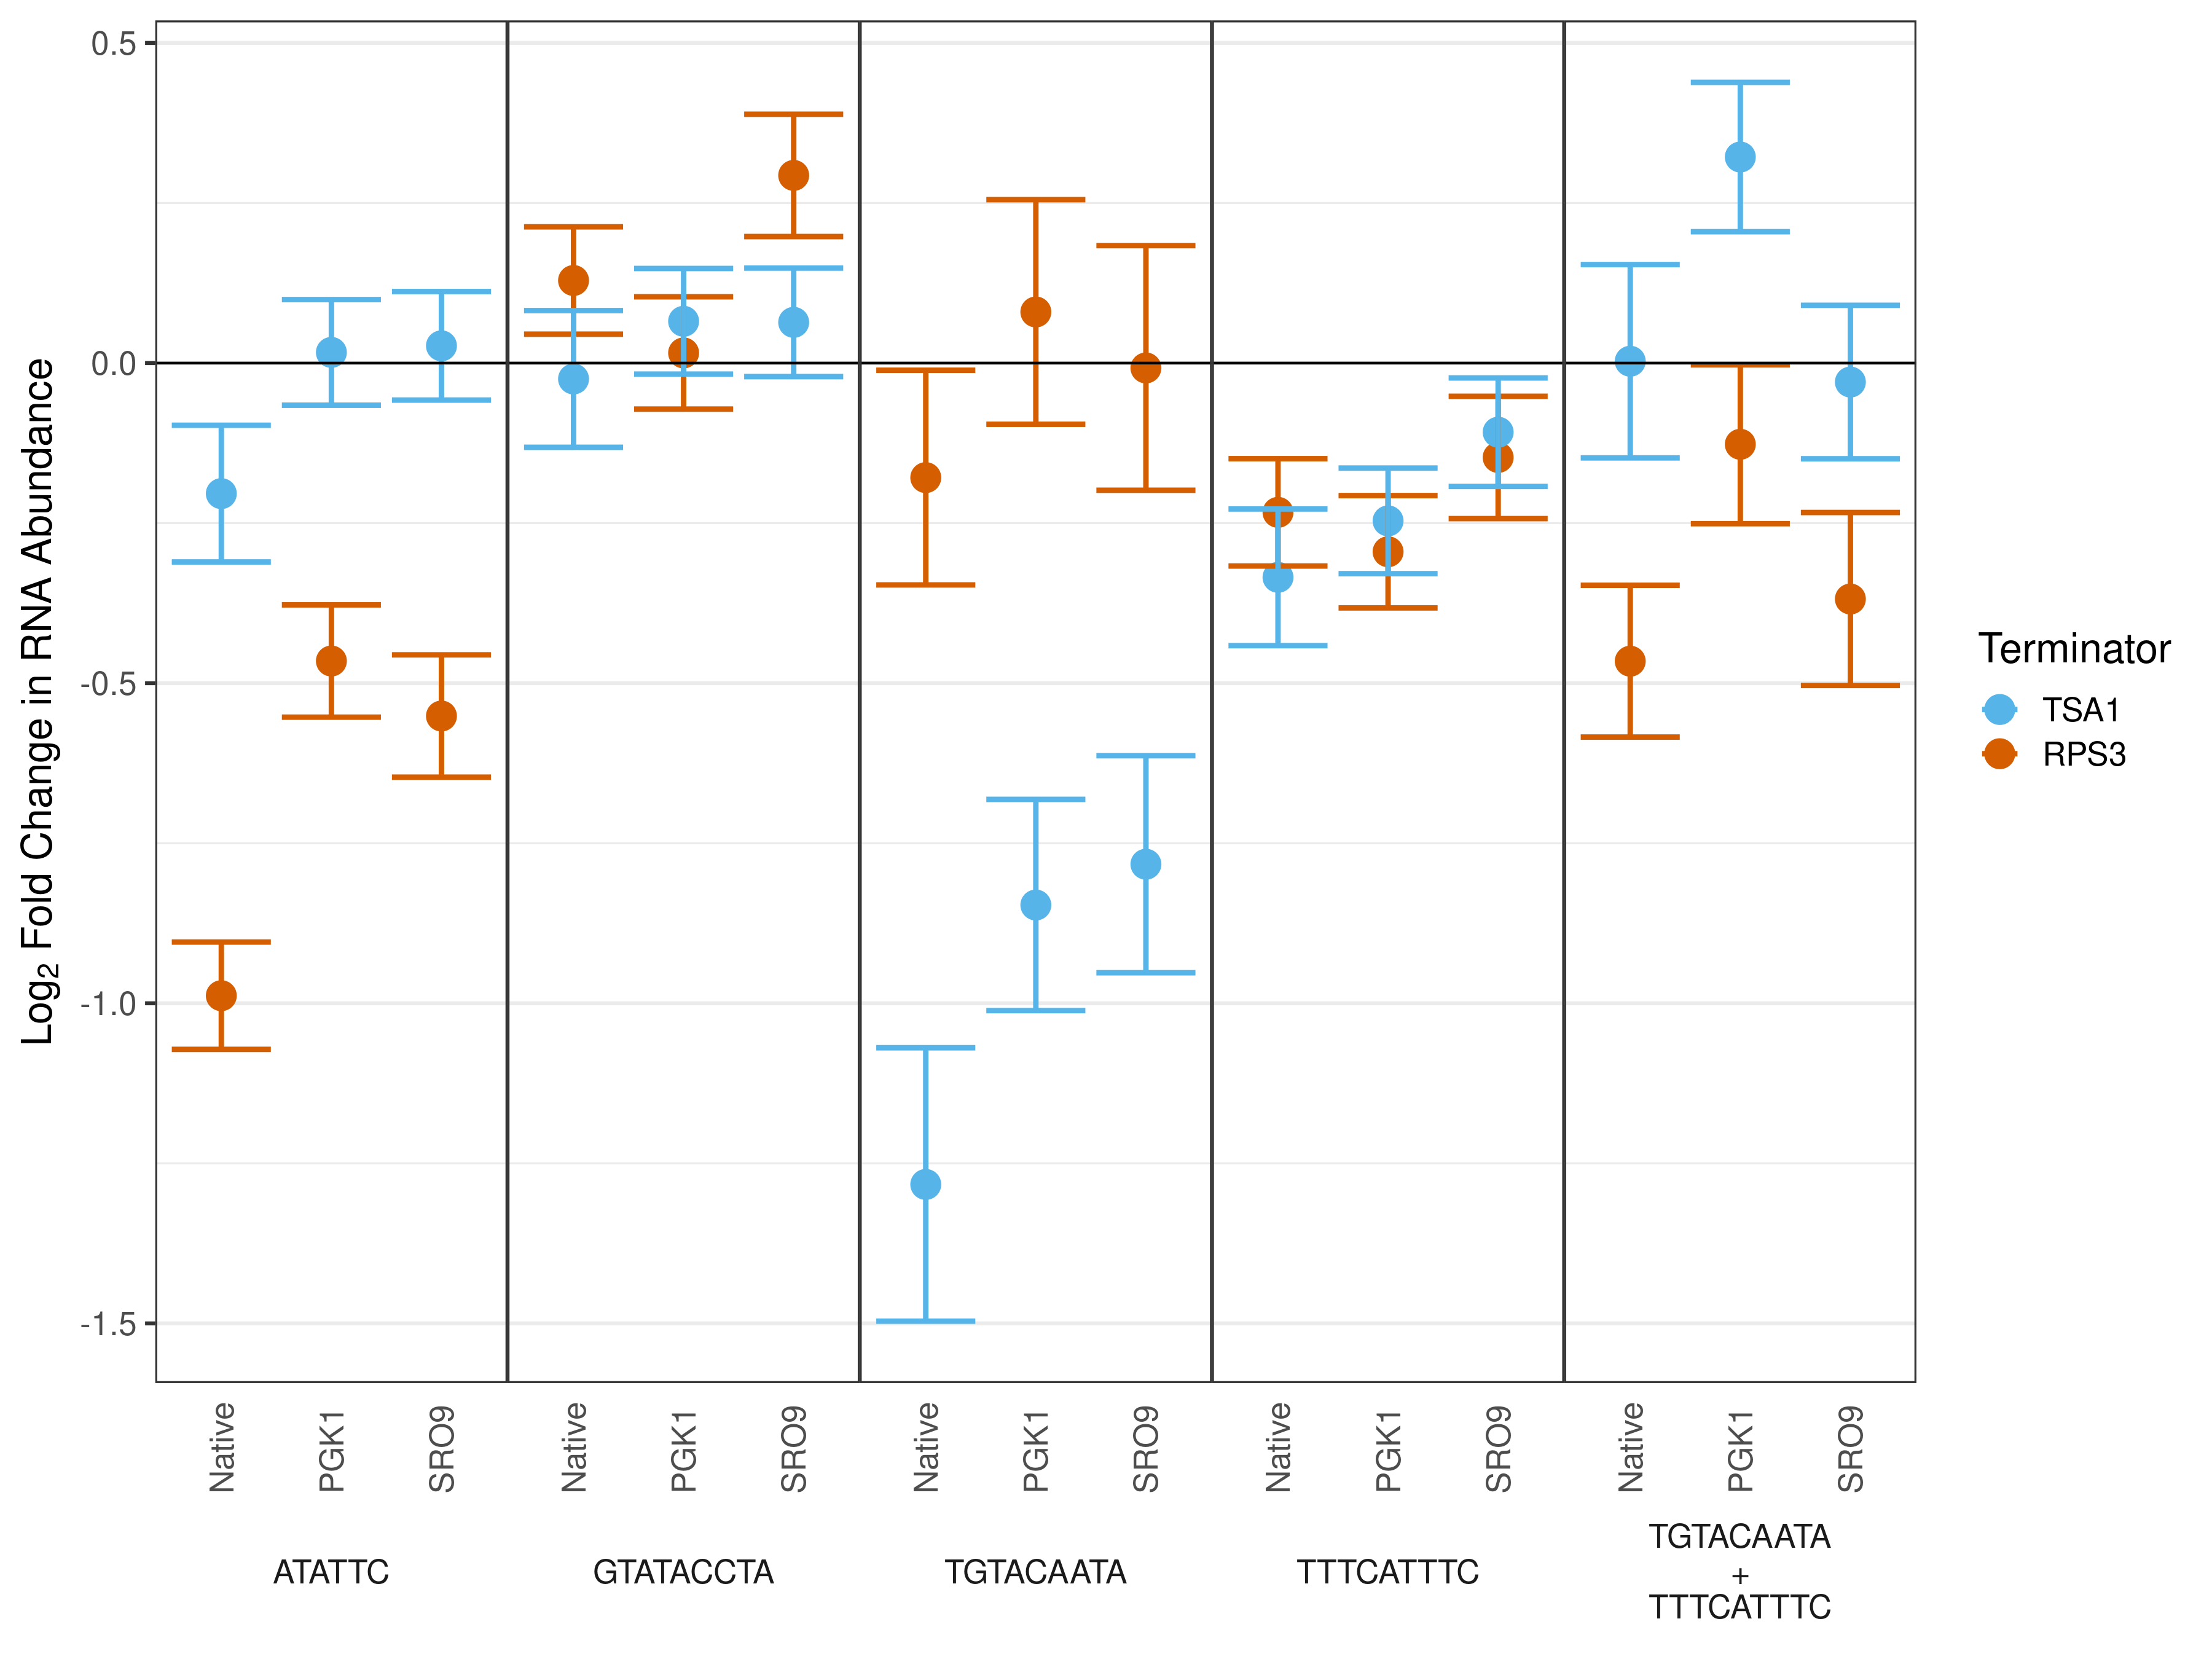 Log2 Fold Change in RNA Abundance
0.5
0.0
-0.5
-1.0
-1.5
Native PGK1 SRO9 Native PGK1 SRO9 Native PGK1 SRO9 Native PGK1 SRO9 Native PGK1 SRO9
ATATTC GTATACCTA TGTACAATA TTTCATTTC TGTACAATA
+
TTTCATTTC
Terminator
TSA1
RPS3